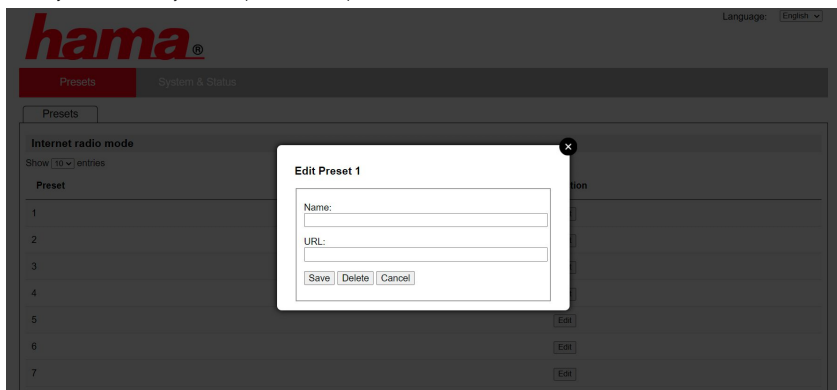 Language: English
hama®
Presets System & Status
Presets
Internet radio mode
Show 10 entries
Preset
1
2
3
4
5 Edit
6 Edit
7 Edit
Edit Preset 1
Name:
URL:
Save Delete Cancel